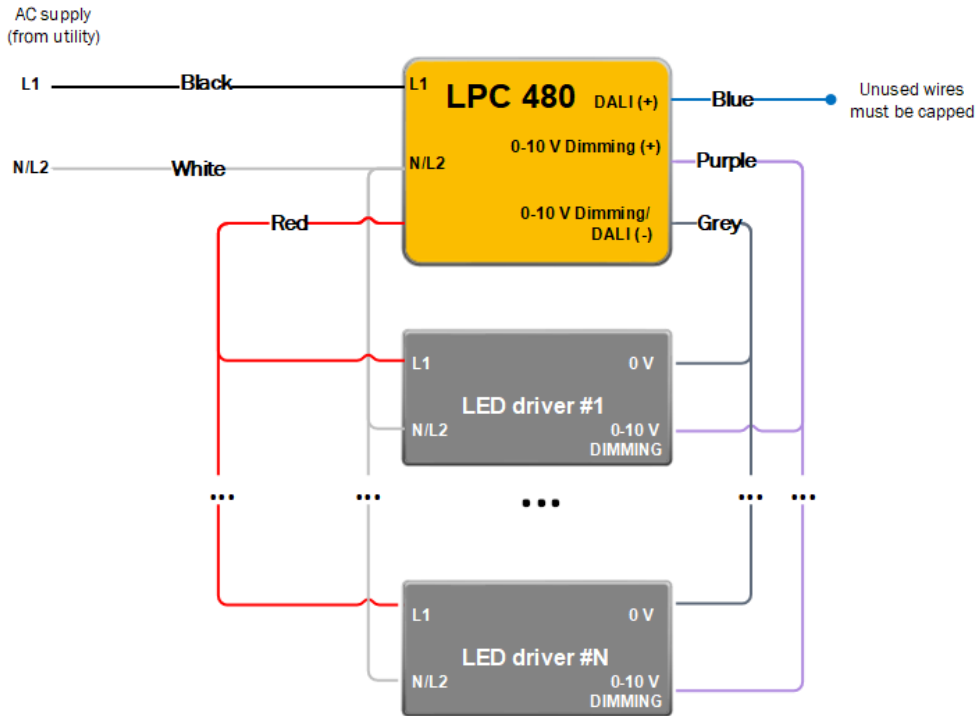 AC supply
(from utility)
L1
Black
L1
LPC 480
DALI (+)
Blue
Unused wires
must be capped
0-10 V Dimming (+)
N/L2
White
N/L2
Purple
Red
0-10 V Dimming/
DALI (-)
Grey
L1
0 V
LED driver #1
N/L2
0-10 V
DIMMING
...
...
...
...
...
L1
0 V
LED driver #N
N/L2
0-10 V
DIMMING